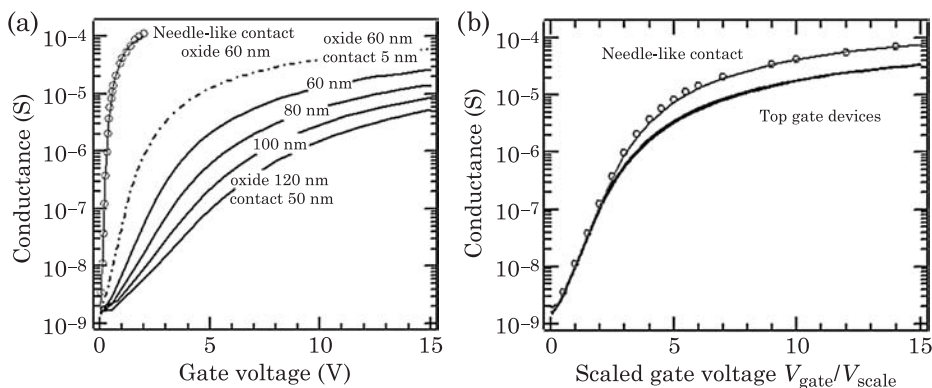 (a)
Conductance (S)
10⁻⁴
10⁻⁵
10⁻⁶
10⁻⁷
10⁻⁸
10⁻⁹
Needle-like contact
oxide 60 nm
oxide 60 nm
contact 5 nm
60 nm
80 nm
100 nm
oxide 120 nm
contact 50 nm
0 5 10 15
Gate voltage (V)
(b)
Conductance (S)
10⁻⁴
10⁻⁵
10⁻⁶
10⁻⁷
10⁻⁸
10⁻⁹
Needle-like contact
Top gate devices
0 5 10 15
Scaled gate voltage V_gate/V_scale